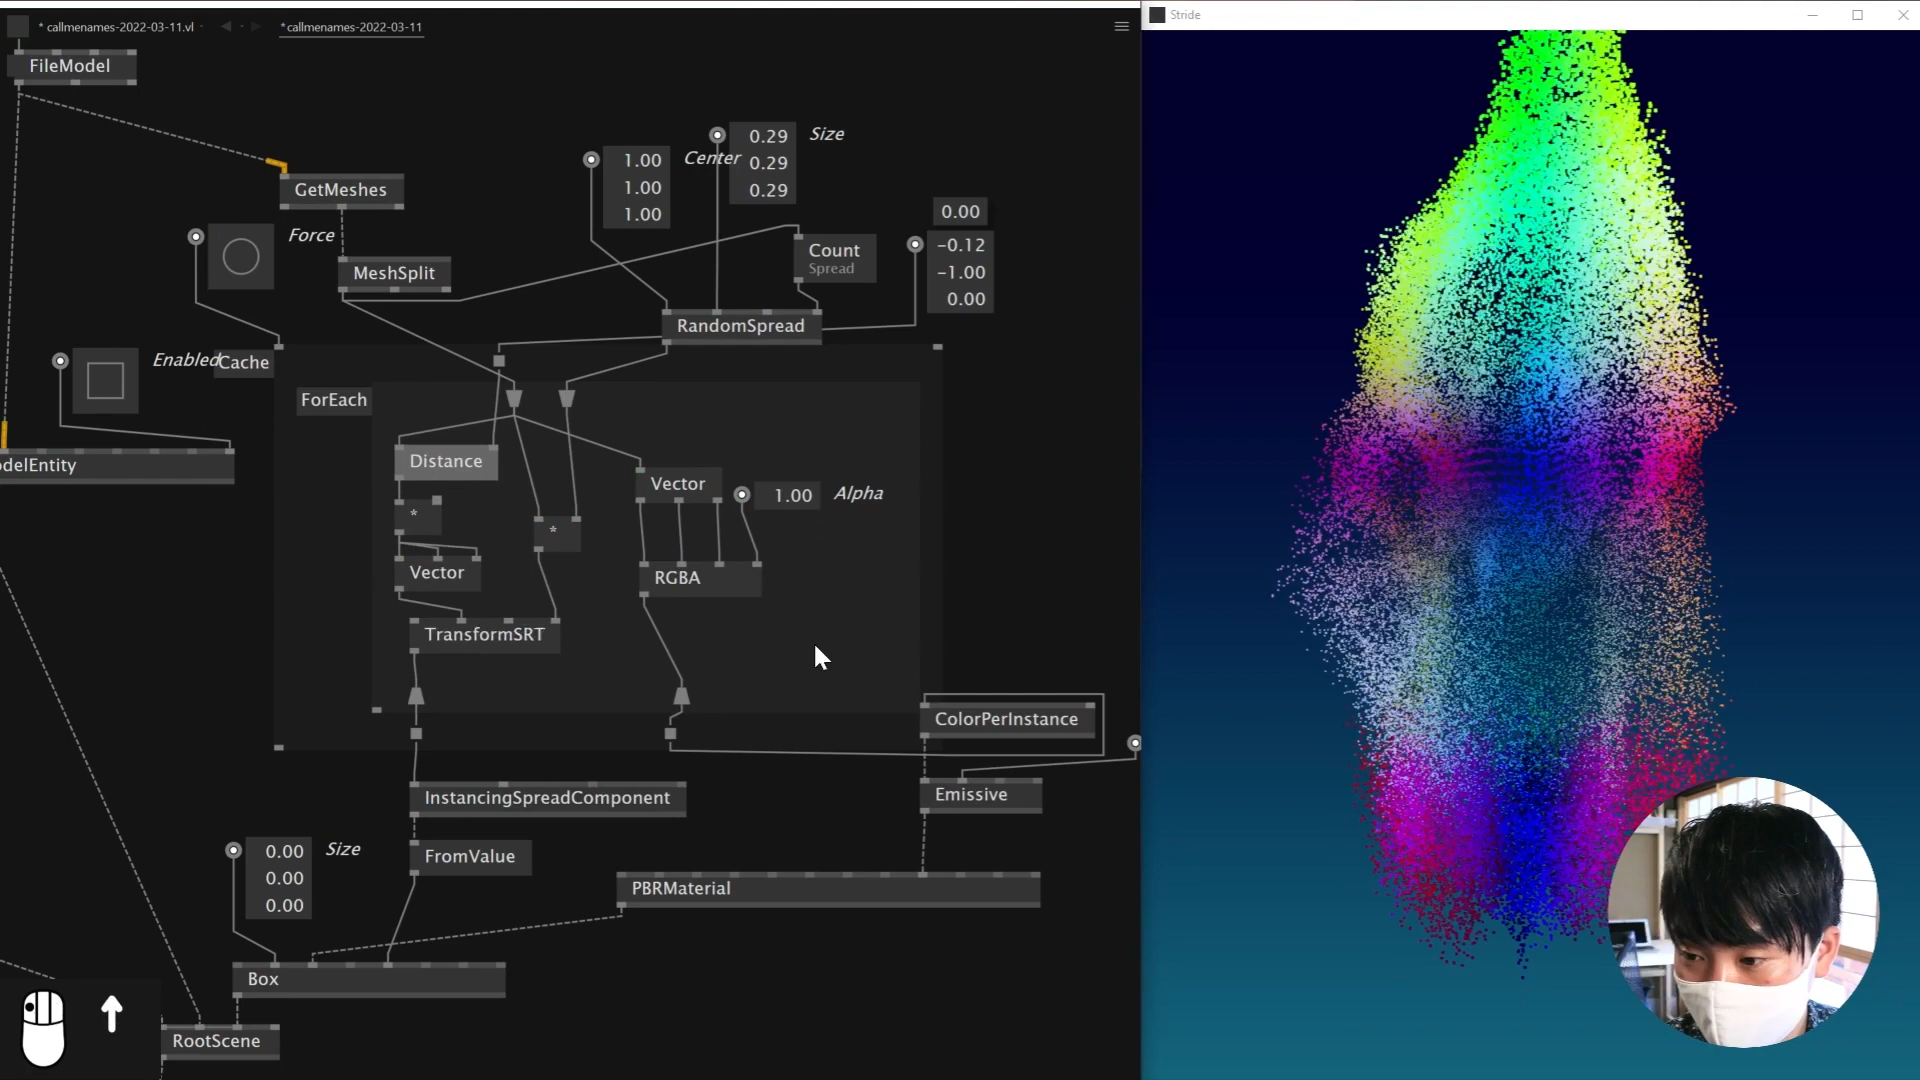 * callmenames-2022-03-11.vl
* callmenames-2022-03-11
Stride
FileModel
GetMeshes
1.00
1.00
1.00
Center
0.29
0.29
0.29
Size
Force
MeshSplit
Count
Spread
0.00
-0.12
-1.00
0.00
RandomSpread
Enabled
Cache
ForEach
delEntity
Distance
*
Vector
*
TransformSRT
Vector
1.00
Alpha
RGBA
ColorPerInstance
Emissive
InstancingSpreadComponent
0.00
0.00
0.00
Size
FromValue
PBRMaterial
Box
RootScene